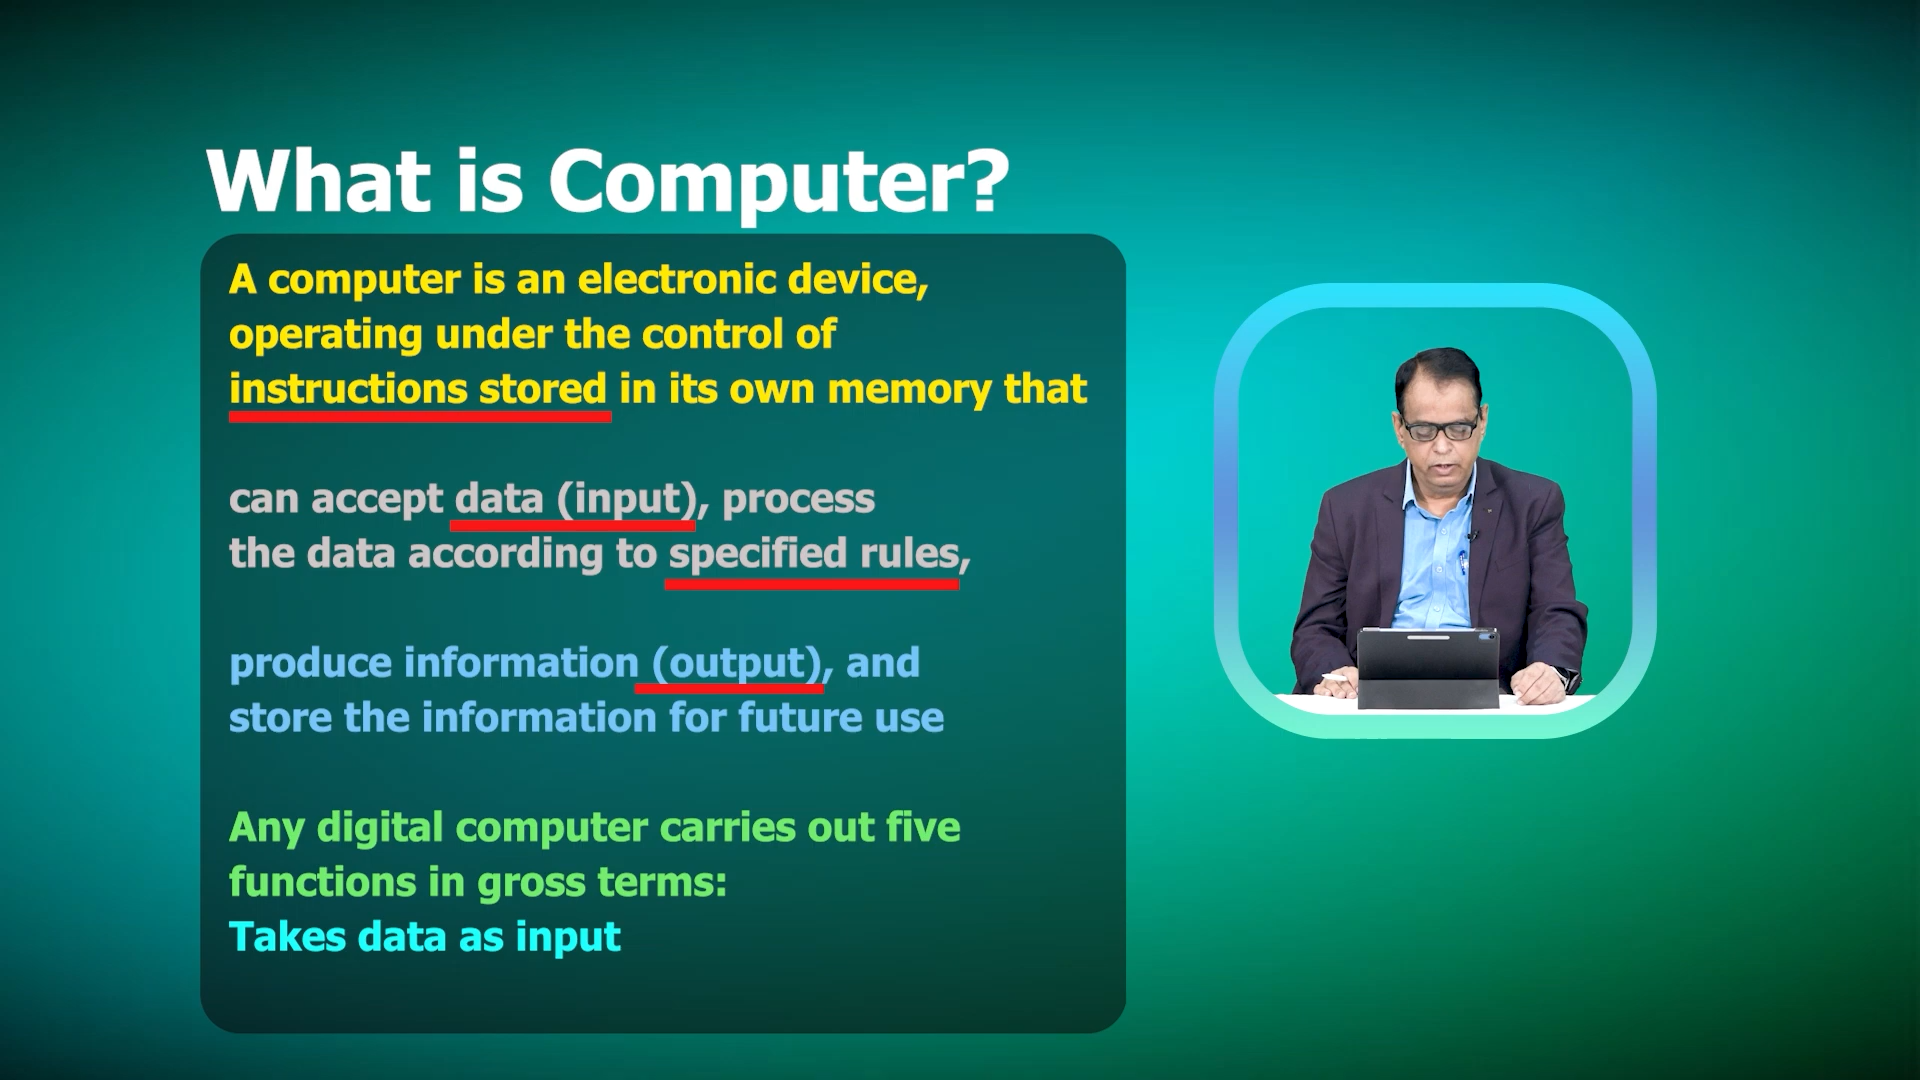 What is Computer?
A computer is an electronic device,
operating under the control of
instructions stored in its own memory that
can accept data (input), process
the data according to specified rules,
produce information (output), and
store the information for future use
Any digital computer carries out five
functions in gross terms:
Takes data as input